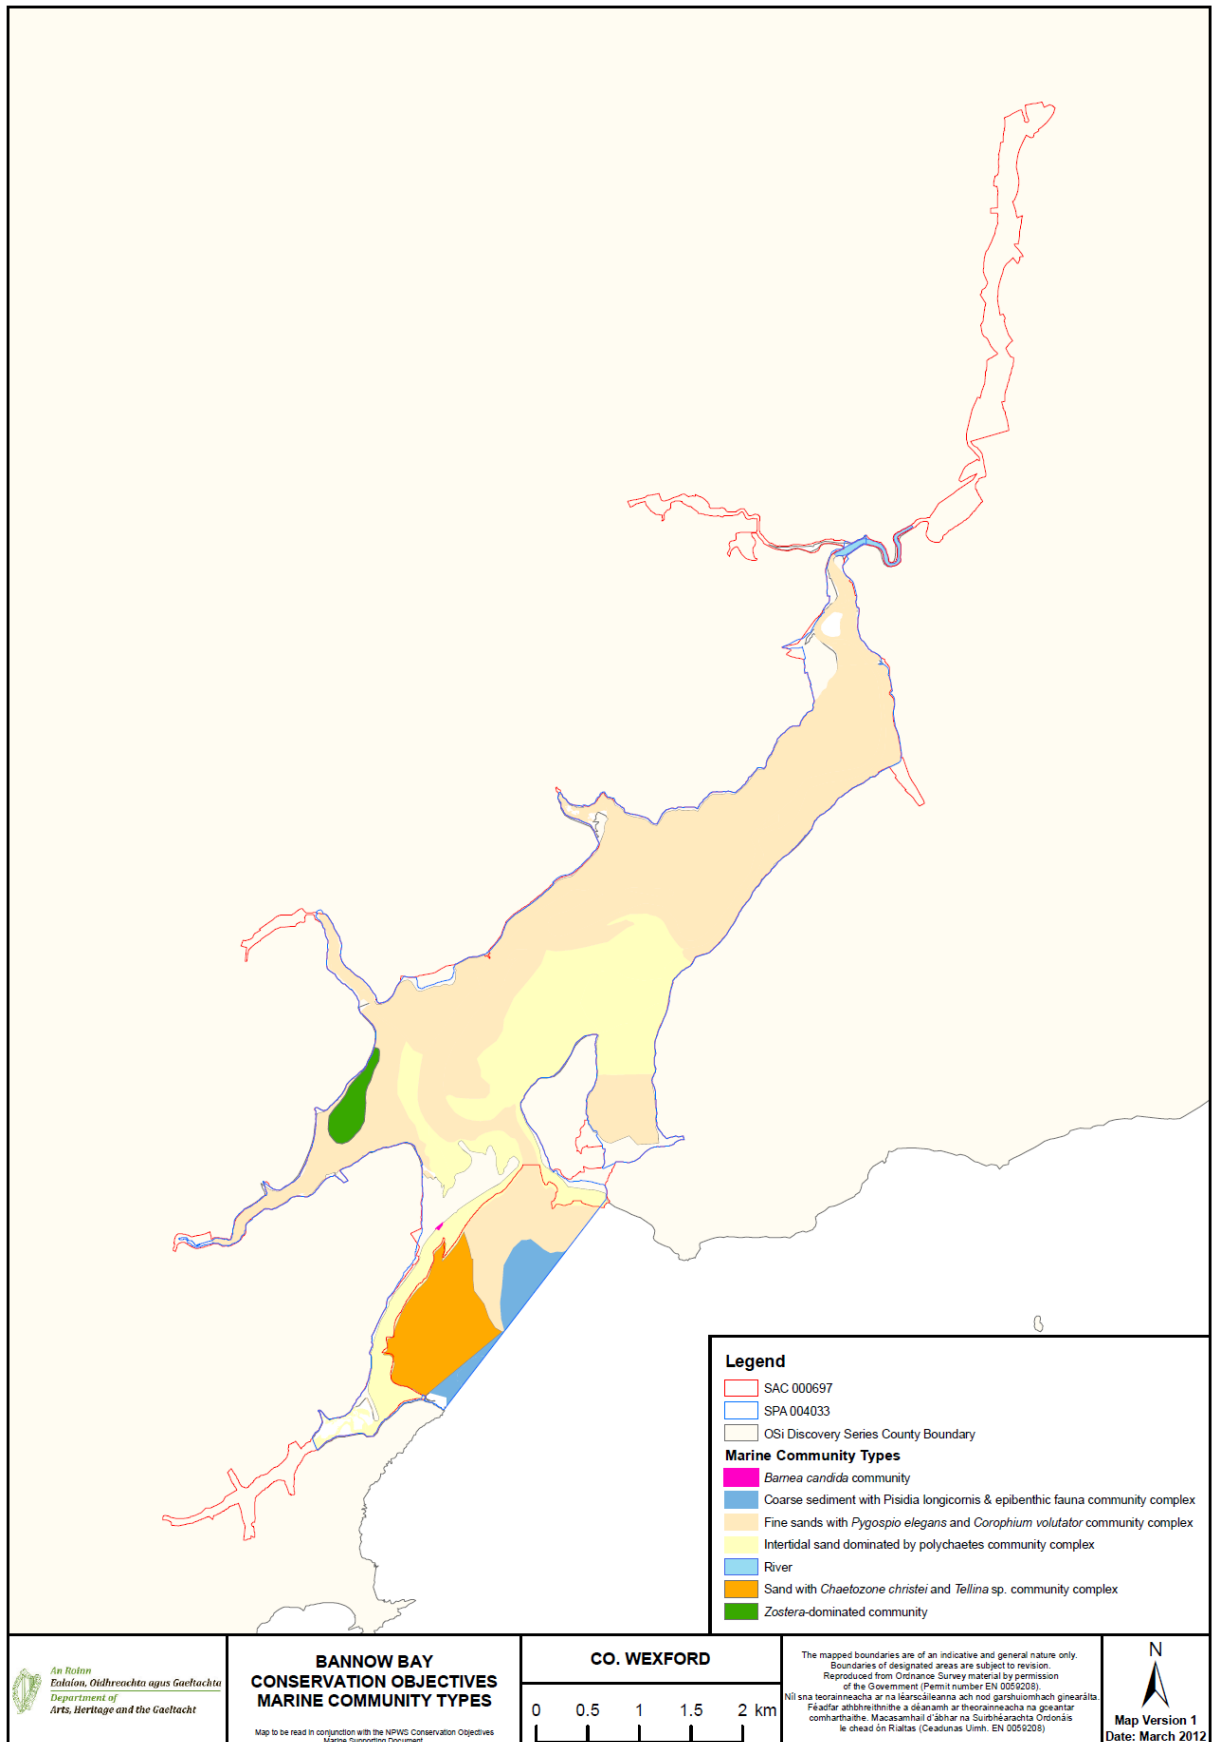 Legend
SAC 000697
SPA 004033
OSi Discovery Series County Boundary
Marine Community Types
Barnea candida community
Coarse sediment with Pisidia longicornis & epibenthic fauna community complex
Fine sands with Pygospio elegans and Corophium volutator community complex
Intertidal sand dominated by polychaetes community complex
River
Sand with Chaetozone christei and Tellina sp. community complex
Zostera-dominated community
An Roinn
Ealaíon, Oidhreachta agus Gaeltachta
Department of
Arts, Heritage and the Gaeltacht
BANNOW BAY
CONSERVATION OBJECTIVES
MARINE COMMUNITY TYPES
Map to be read in conjunction with the NPWS Conservation Objectives
Marine Supporting Document
CO. WEXFORD
0 0.5 1 1.5 2 km
The mapped boundaries are of an indicative and general nature only.
Boundaries of designated areas are subject to revision.
Reproduced from Ordnance Survey material by permission
of the Government (Permit number EN 0059208).
Níl sna teorainneacha ar na léarscáileanna ach nod garshuiomhach ginearálta.
Féadfar athbhreithnithe a déanamh ar theorainneacha na gceantar
comharthaithe. Macasamhail d'ábhar na Suirbhéarachta Ordonáis
le chead ón Rialtas (Ceadunas Uimh. EN 0059208)
N
Map Version 1
Date: March 2012